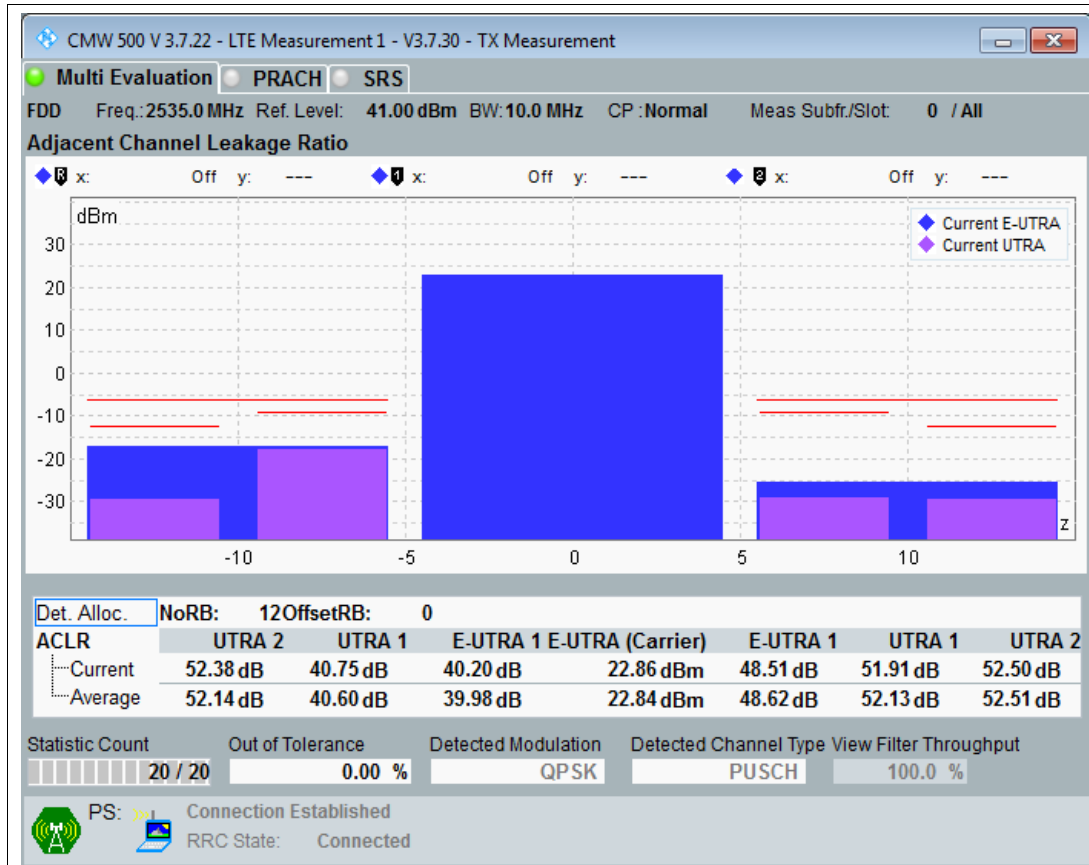 CMW 500 V 3.7.22 - LTE Measurement 1 - V3.7.30 - TX Measurement
Multi Evaluation PRACH SRS
FDD Freq.: 2535.0 MHz Ref. Level: 41.00 dBm BW: 10.0 MHz CP : Normal Meas Subfr./Slot: 0 / All
Adjacent Channel Leakage Ratio
R x: Off y: --- 1 x: Off y: --- 2 x: Off y: ---
dBm
Current E-UTRA
Current UTRA
30
20
10
0
-10
-20
-30
z
-10 -5 0 5 10
Det. Alloc. NoRB: 12 OffsetRB: 0
ACLR UTRA 2 UTRA 1 E-UTRA 1 E-UTRA (Carrier) E-UTRA 1 UTRA 1 UTRA 2
Current 52.38 dB 40.75 dB 40.20 dB 22.86 dBm 48.51 dB 51.91 dB 52.50 dB
Average 52.14 dB 40.60 dB 39.98 dB 22.84 dBm 48.62 dB 52.13 dB 52.51 dB
Statistic Count Out of Tolerance Detected Modulation Detected Channel Type View Filter Throughput
20 / 20 0.00 % QPSK PUSCH 100.0 %
PS: Connection Established
RRC State: Connected